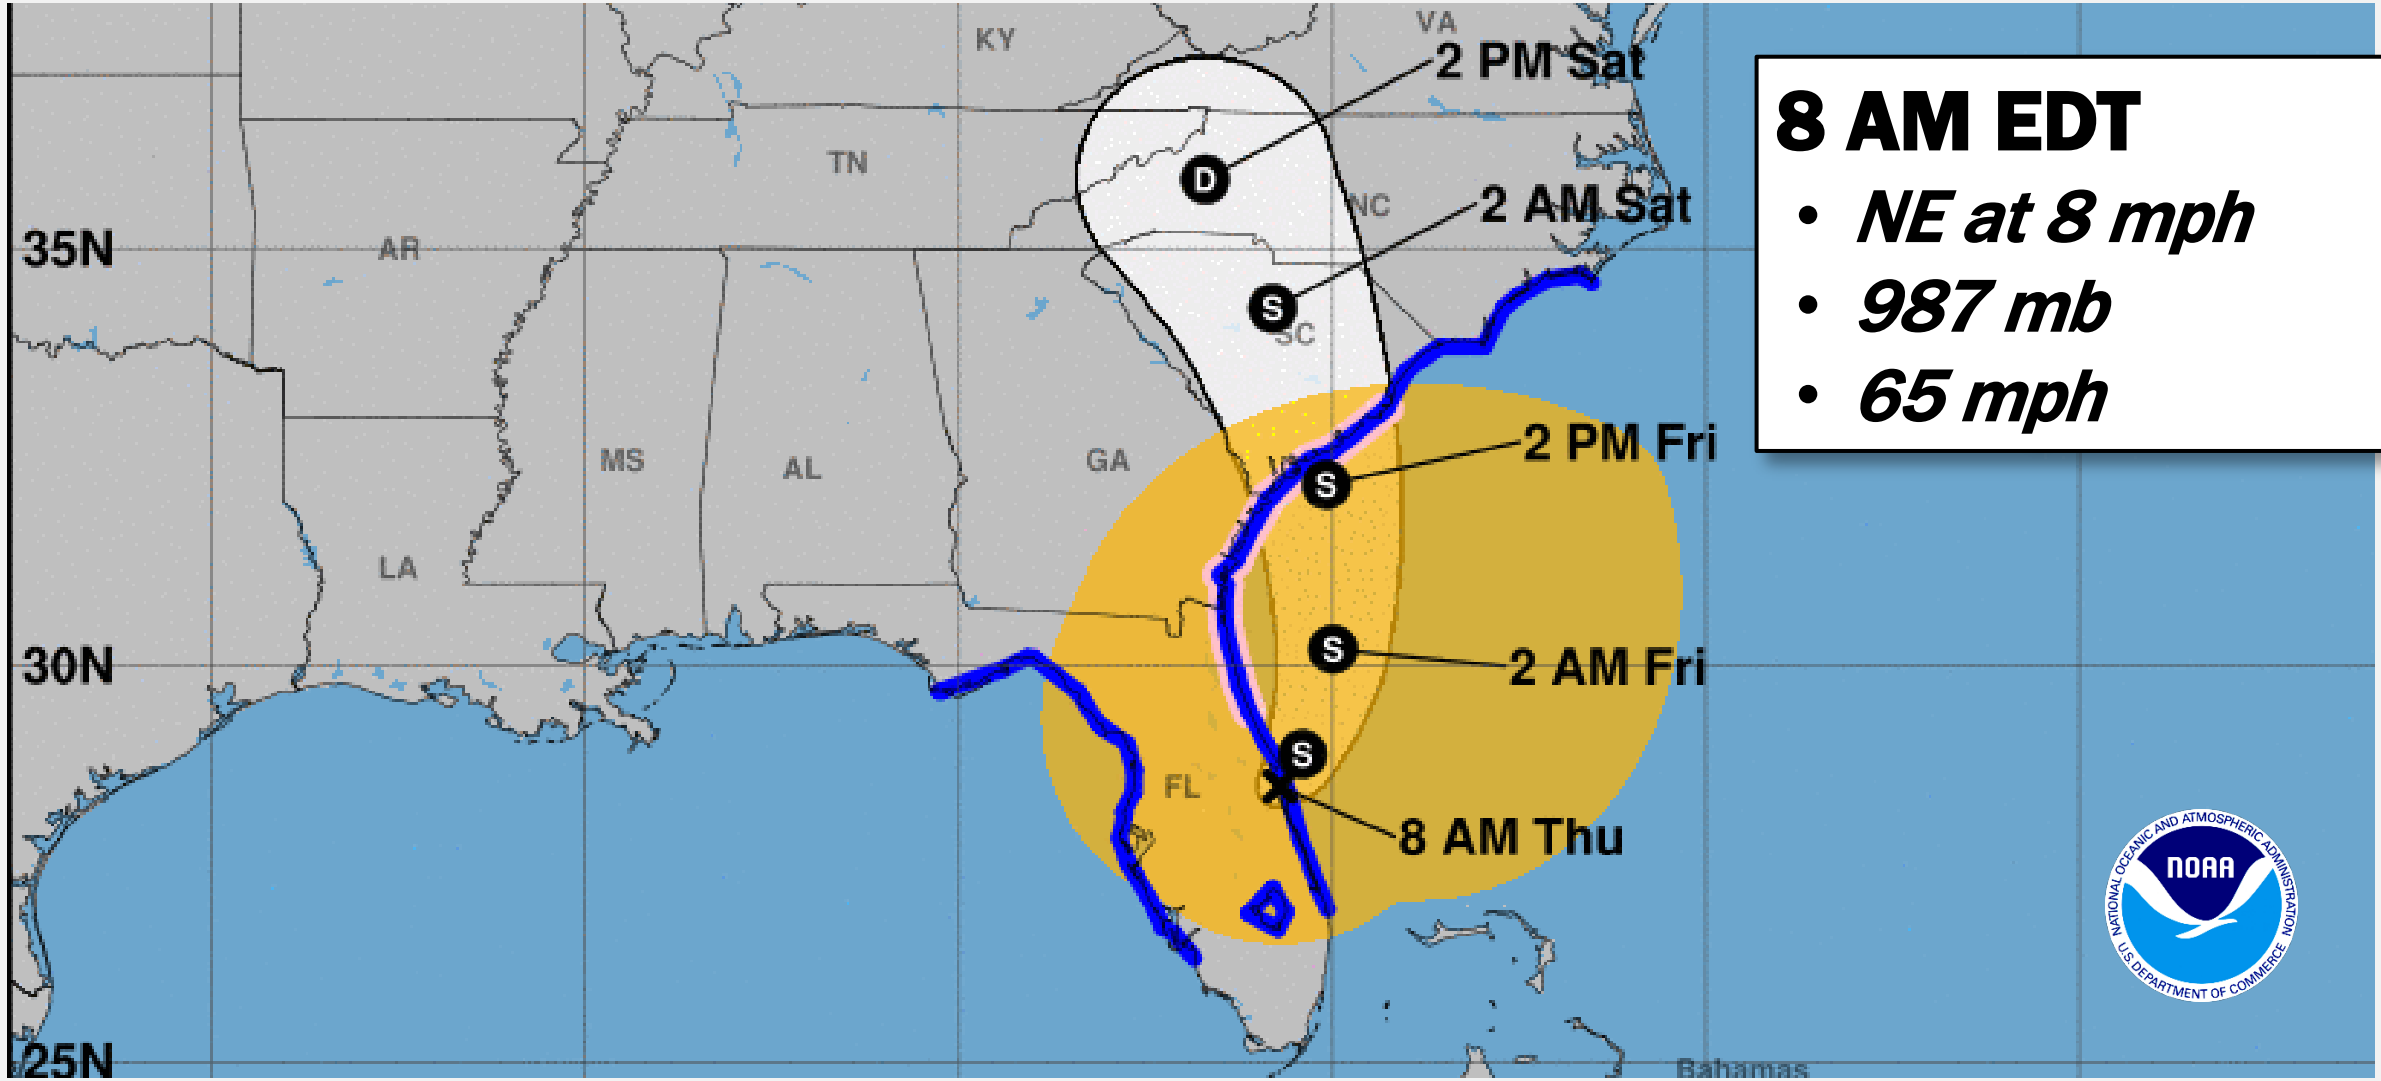 KY
VA
2 PM Sat
8 AM EDT
• NE at 8 mph
• 987 mb
• 65 mph
TN
D
2 AM Sat
NC
35N
AR
S
SC
MS
AL
GA
2 PM Fri
S
LA
30N
S
2 AM Fri
S
FL
8 AM Thu
NATIONAL OCEANIC AND ATMOSPHERIC ADMINISTRATION
NOAA
U.S. DEPARTMENT OF COMMERCE
25N
Bahamas